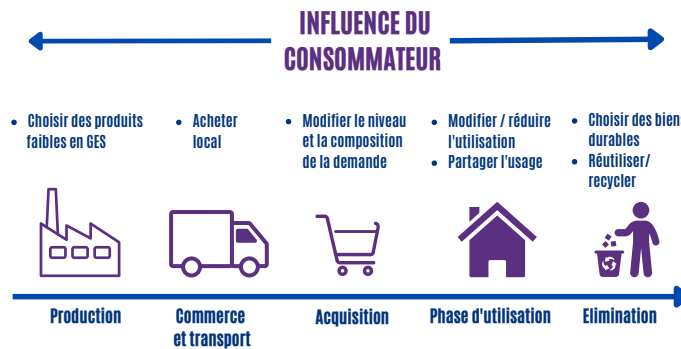 INFLUENCE DU
CONSOMMATEUR
• Choisir des produits
faibles en GES
• Acheter
local
• Modifier le niveau
et la composition
de la demande
• Modifier / réduire
l'utilisation
• Partager l'usage
• Choisir des biens
durables
• Réutiliser/
recycler
Production
Commerce
et transport
Acquisition
Phase d'utilisation
Elimination